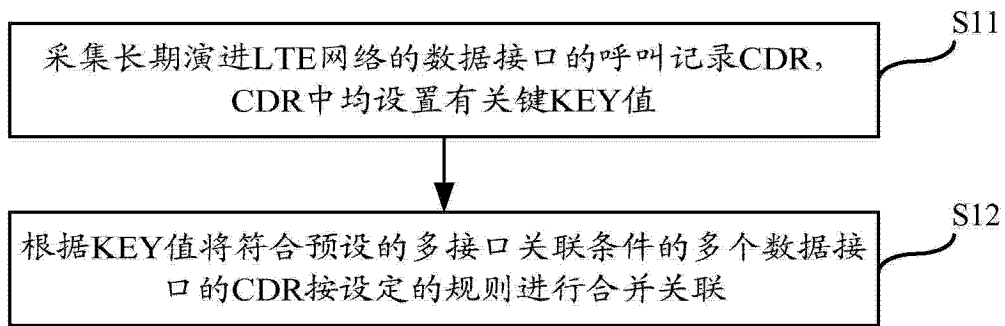 S11
采集长期演进LTE网络的数据接口的呼叫记录CDR，
CDR中均设置有关键KEY值
S12
根据KEY值将符合预设的多接口关联条件的多个数据接
口的CDR按设定的规则进行合并关联